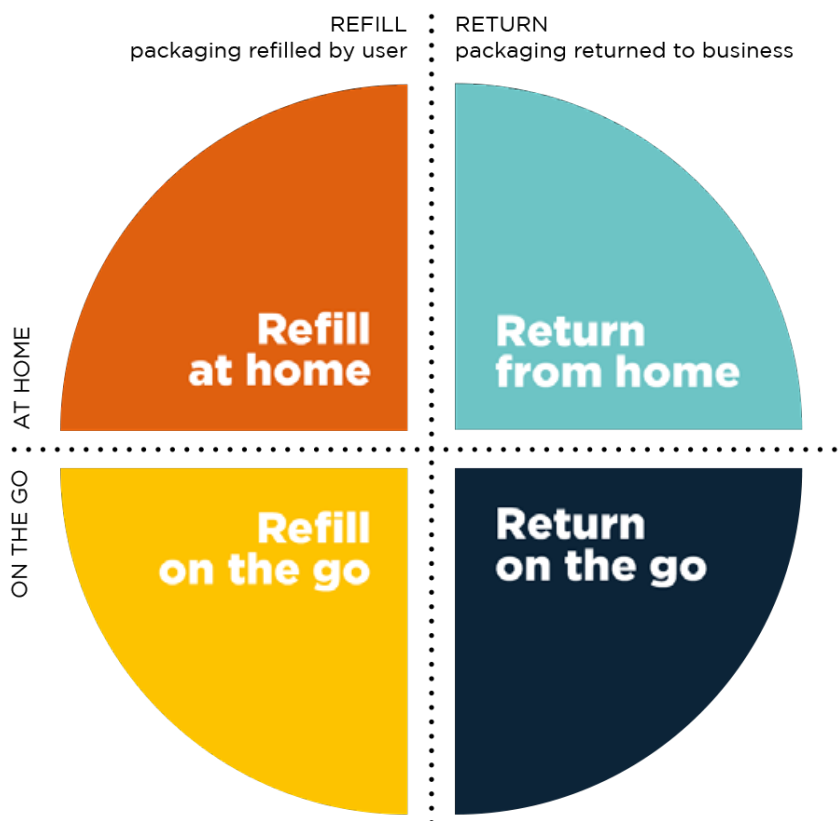 REFILL
packaging refilled by user
RETURN
packaging returned to business
AT HOME
Refill
at home
Return
from home
ON THE GO
Refill
on the go
Return
on the go